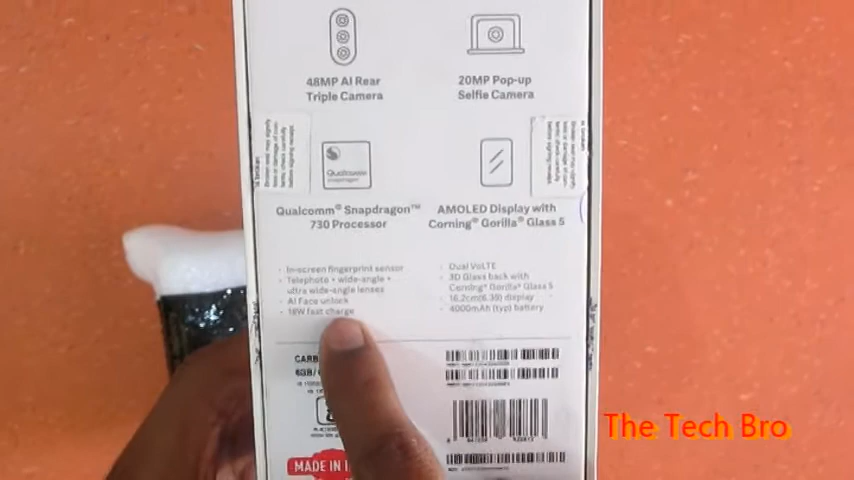 48MP AI Rear
Triple Camera
20MP Pop-up
Selfie Camera
Qualcomm
snapdragon
Qualcomm® Snapdragon™
730 Processor
AMOLED Display with
Corning® Gorilla® Glass 5
· In-screen fingerprint sensor
· Telephoto + wide-angle +
ultra wide-angle lenses
· AI Face unlock
· 18W fast charge
· Dual VoLTE
· 3D Glass back with
Corning® Gorilla® Glass 5
· 16.2cm(6.39) display
· 4000mAh (typ) battery
CARB
6GB/
MADE IN I
The Tech Bro